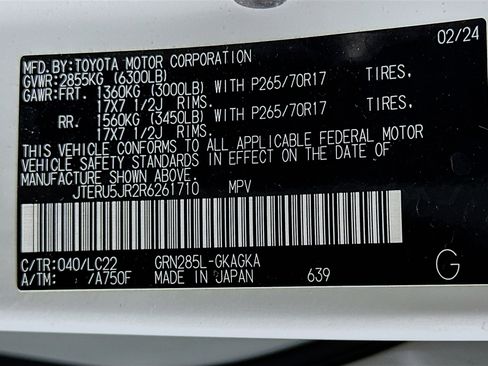 MFD.BY:TOYOTA MOTOR CORPORATION 02/24
GVWR:2855KG (6300LB)
GAWR:FRT. 1360KG (3000LB) WITH P265/70R17 TIRES,
17X7 1/2J RIMS.
RR. 1560KG (3450LB) WITH P265/70R17 TIRES,
17X7 1/2J RIMS.
THIS VEHICLE CONFORMS TO ALL APPLICABLE FEDERAL MOTOR
VEHICLE SAFETY STANDARDS IN EFFECT ON THE DATE OF
MANUFACTURE SHOWN ABOVE.
JTERU5JR2R6261710 MPV
C/TR:040/LC22 GRN285L-GKAGKA
A/TM: /A750F MADE IN JAPAN 639 G